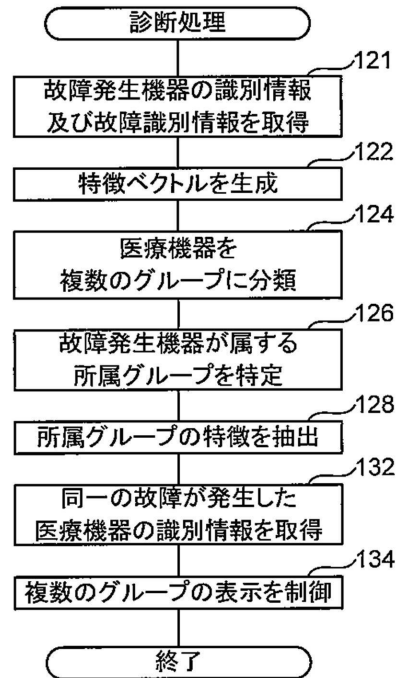 診断処理
121
故障発生機器の識別情報
及び故障識別情報を取得
122
特徴ベクトルを生成
124
医療機器を
複数のグループに分類
126
故障発生機器が属する
所属グループを特定
128
所属グループの特徴を抽出
132
同一の故障が発生した
医療機器の識別情報を取得
134
複数のグループの表示を制御
終了